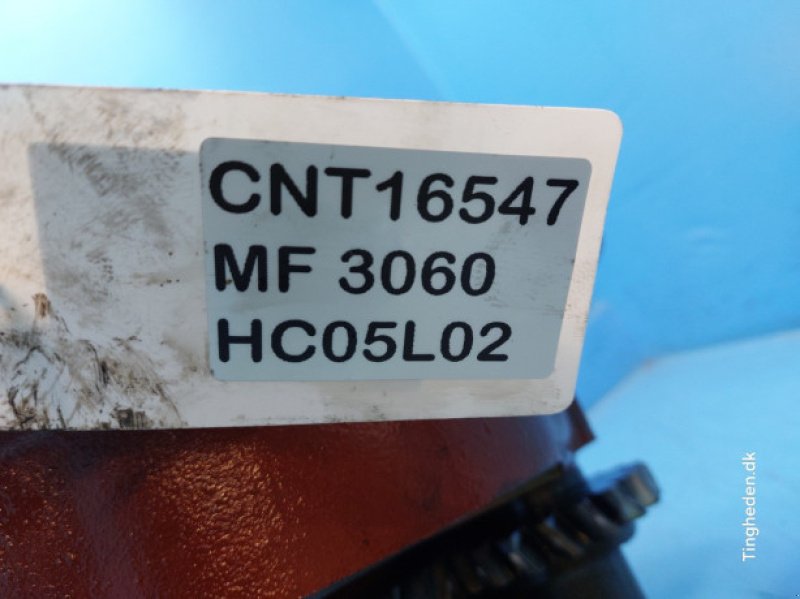 CNT16547
MF 3060
HC05L02
Tingheden.dk